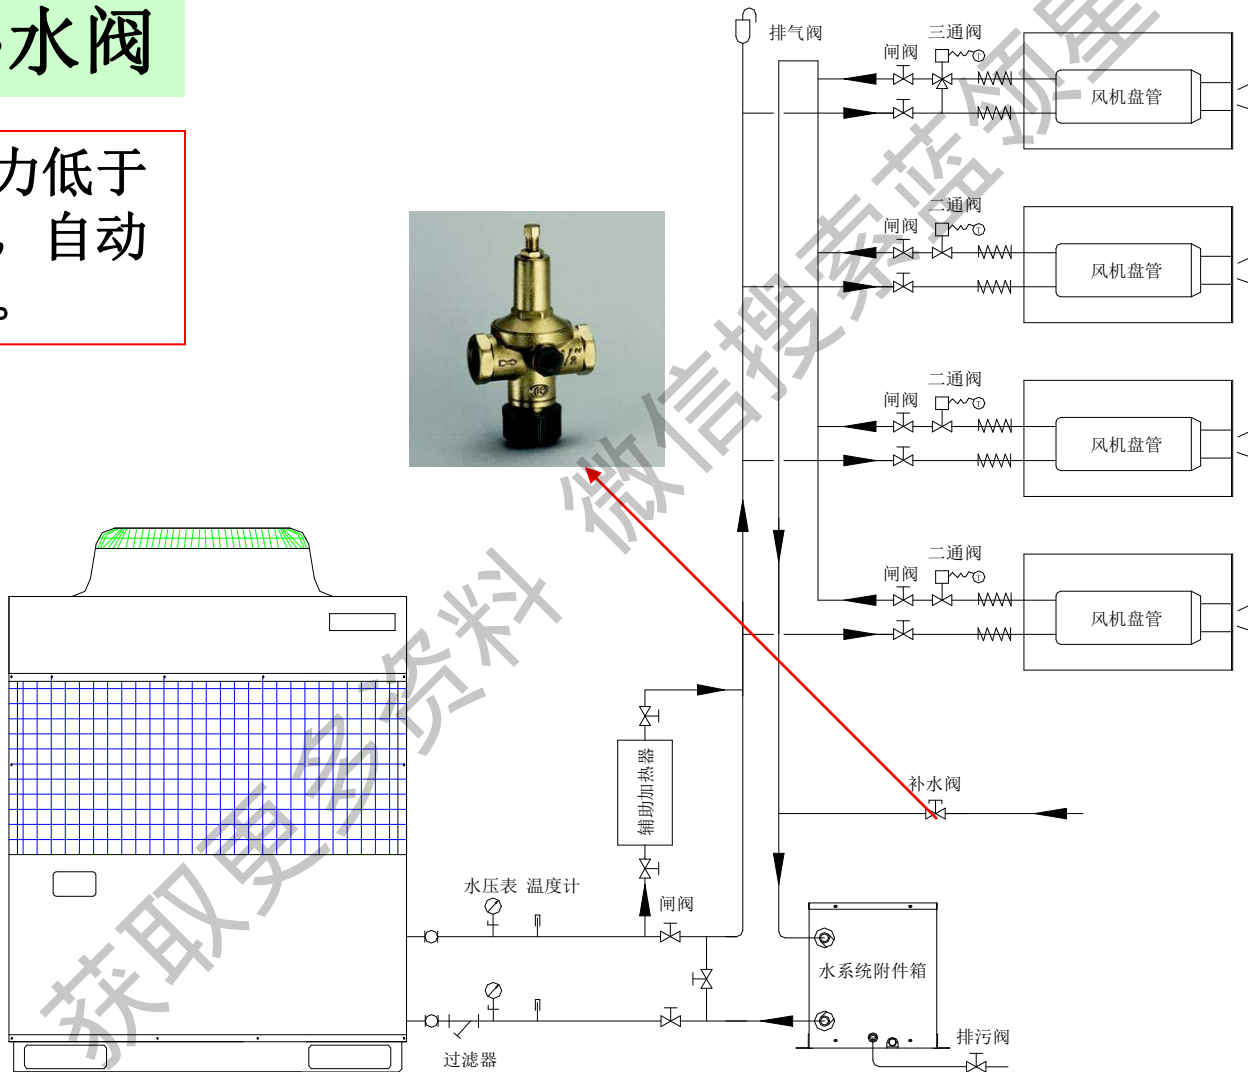 水阀
力低于
，自动
。
排气阀
三通阀
闸阀
风机盘管
二通阀
闸阀
风机盘管
二通阀
闸阀
风机盘管
二通阀
闸阀
风机盘管
辅助加热器
补水阀
水压表 温度计
闸阀
水系统附件箱
过滤器
排污阀
获取更多资料 微信搜索蓝领星